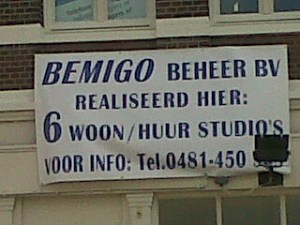 BEMIGO BEHEER BV
REALISEERD HIER:
6 WOON/HUUR STUDIO'S
VOOR INFO: Tel.0481-450